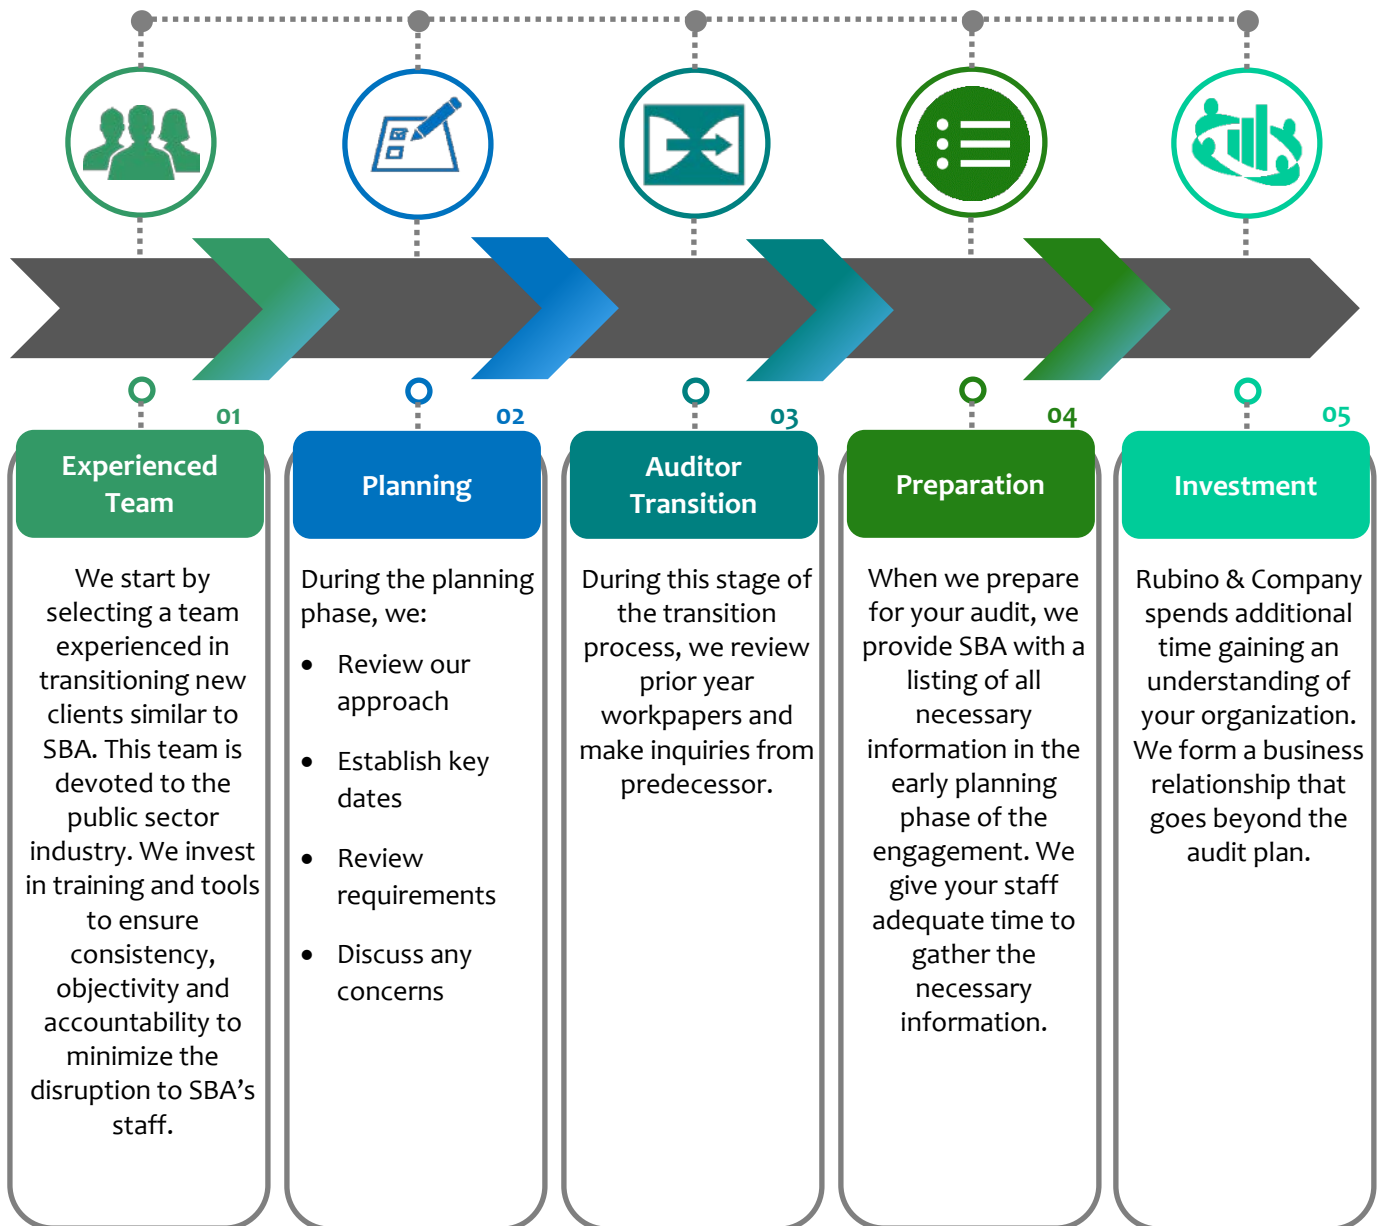 01
Experienced
Team
We start by
selecting a team
experienced in
transitioning new
clients similar to
SBA. This team is
devoted to the
public sector
industry. We invest
in training and tools
to ensure
consistency,
objectivity and
accountability to
minimize the
disruption to SBA’s
staff.
02
Planning
During the planning
phase, we:
• Review our
approach
• Establish key
dates
• Review
requirements
• Discuss any
concerns
03
Auditor
Transition
During this stage of
the transition
process, we review
prior year
workpapers and
make inquiries from
predecessor.
04
Preparation
When we prepare
for your audit, we
provide SBA with a
listing of all
necessary
information in the
early planning
phase of the
engagement. We
give your staff
adequate time to
gather the
necessary
information.
05
Investment
Rubino & Company
spends additional
time gaining an
understanding of
your organization.
We form a business
relationship that
goes beyond the
audit plan.